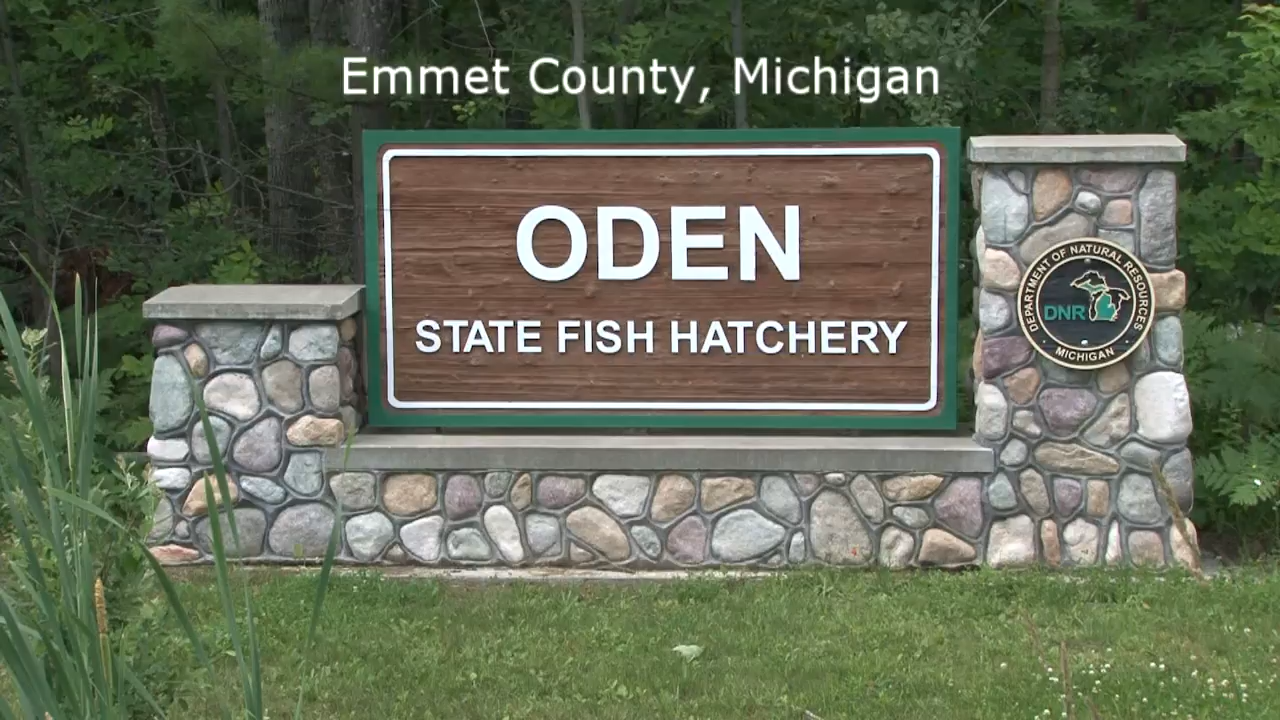 Emmet County, Michigan
ODEN
STATE FISH HATCHERY
DEPARTMENT OF NATURAL RESOURCES
DNR
MICHIGAN